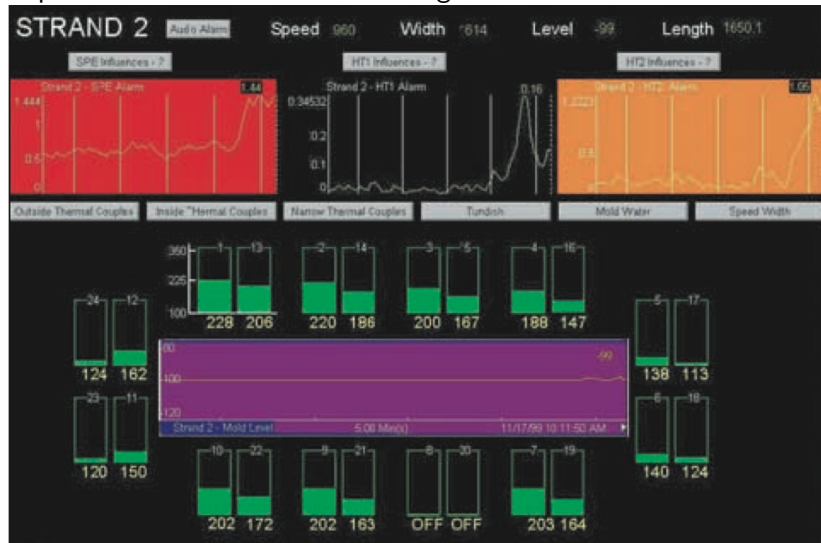 STRAND 2 Audio Alarm Speed 960 Width 1614 Level -99 Length 1650.1
SPE Influences - ? HT1 Influences - ? HT2 Influences - ?
Strand 2 - SPE Alarm 1.44 Strand 2 - HT1 Alarm 0.16 Strand 2 - HT2 Alarm 1.05
1.444 0.34532 1.2223
1 0.2
0.5 0.1 0.5
0 0 0
Outside Thermal Couples Inside Thermal Couples Narrow Thermal Couples Tundish Mold Water Speed Width
350 1 13 2 14 3 15 4 16
225
100 228 206 220 186 200 167 188 147
24 12 5 17
124 162 138 113
-80 -99
-100
-120
23 11 6 18
120 150 140 124
Strand 2 - Mold Level 5.00 Min(s) 11/17/99 10:11:50 AM
10 22 9 21 8 20 7 19
202 172 202 163 OFF OFF 203 164